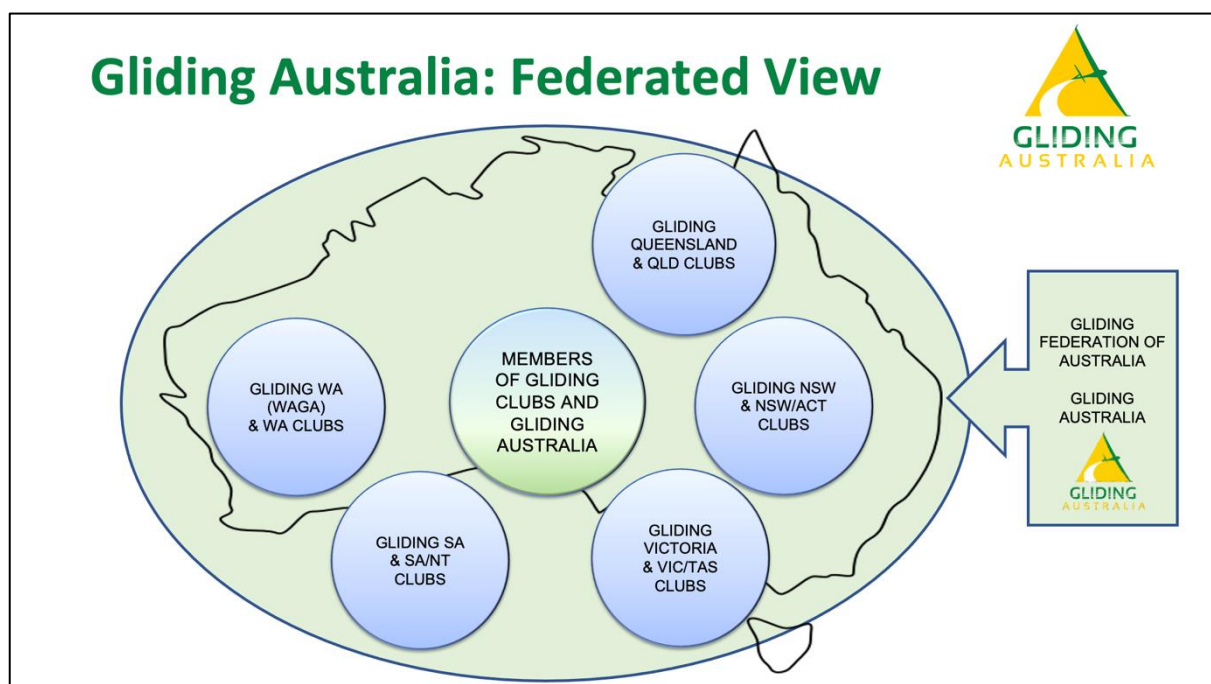 Gliding Australia: Federated View
GLIDING
AUSTRALIA
GLIDING
QUEENSLAND
& QLD CLUBS
GLIDING WA
(WAGA)
& WA CLUBS
MEMBERS
OF GLIDING
CLUBS AND
GLIDING
AUSTRALIA
GLIDING NSW
& NSW/ACT
CLUBS
GLIDING SA
& SA/NT
CLUBS
GLIDING
VICTORIA
& VIC/TAS
CLUBS
GLIDING
FEDERATION OF
AUSTRALIA
GLIDING
AUSTRALIA
GLIDING
AUSTRALIA